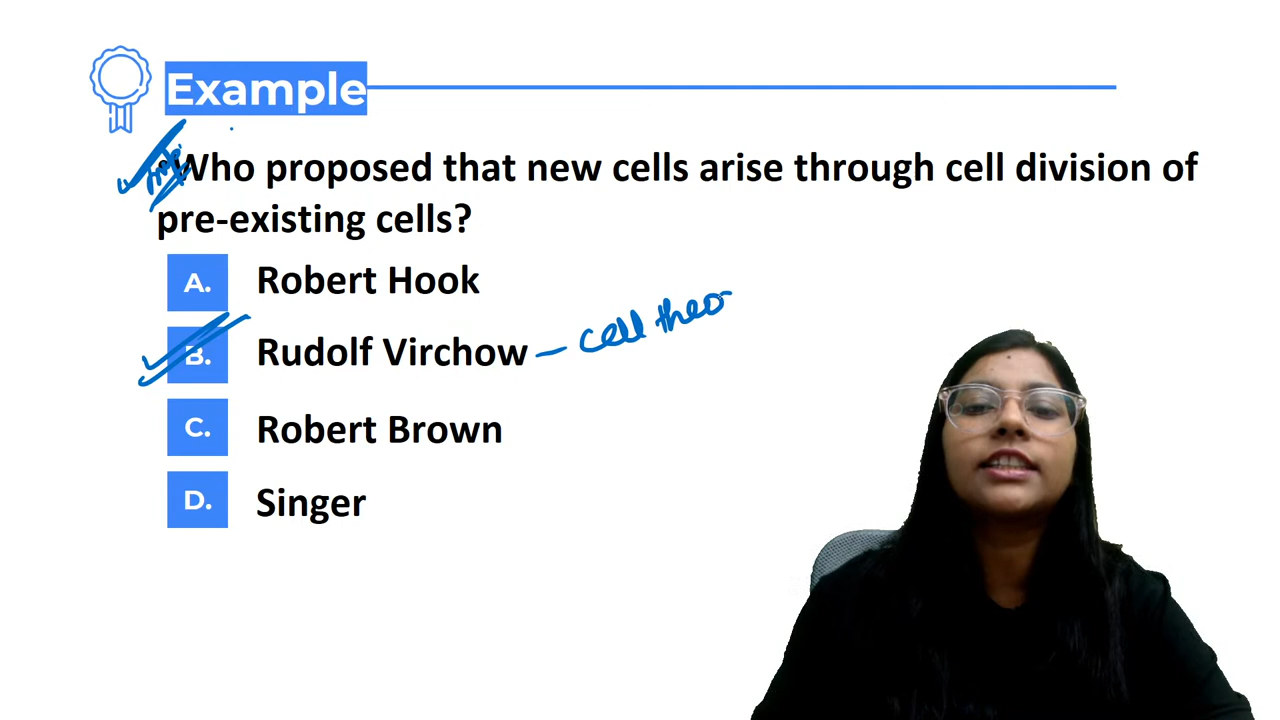 Example
Who proposed that new cells arise through cell division of
pre-existing cells?
A. Robert Hook
B. Rudolf Virchow – cell theo
C. Robert Brown
D. Singer